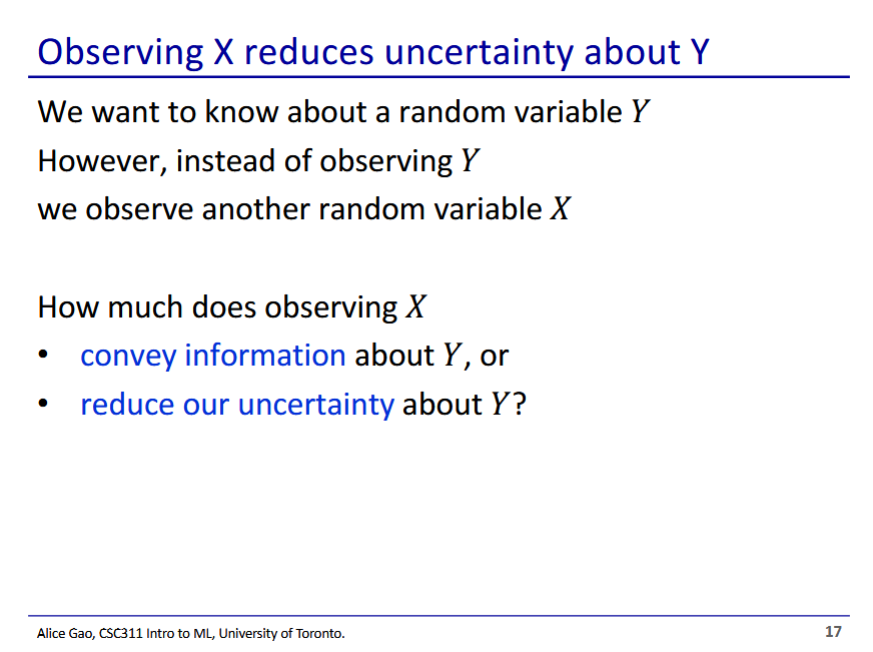 Observing X reduces uncertainty about Y
We want to know about a random variable 𝑌
However, instead of observing 𝑌
we observe another random variable 𝑋
How much does observing 𝑋
• convey information about 𝑌, or
• reduce our uncertainty about 𝑌?
Alice Gao, CSC311 Intro to ML, University of Toronto.
17